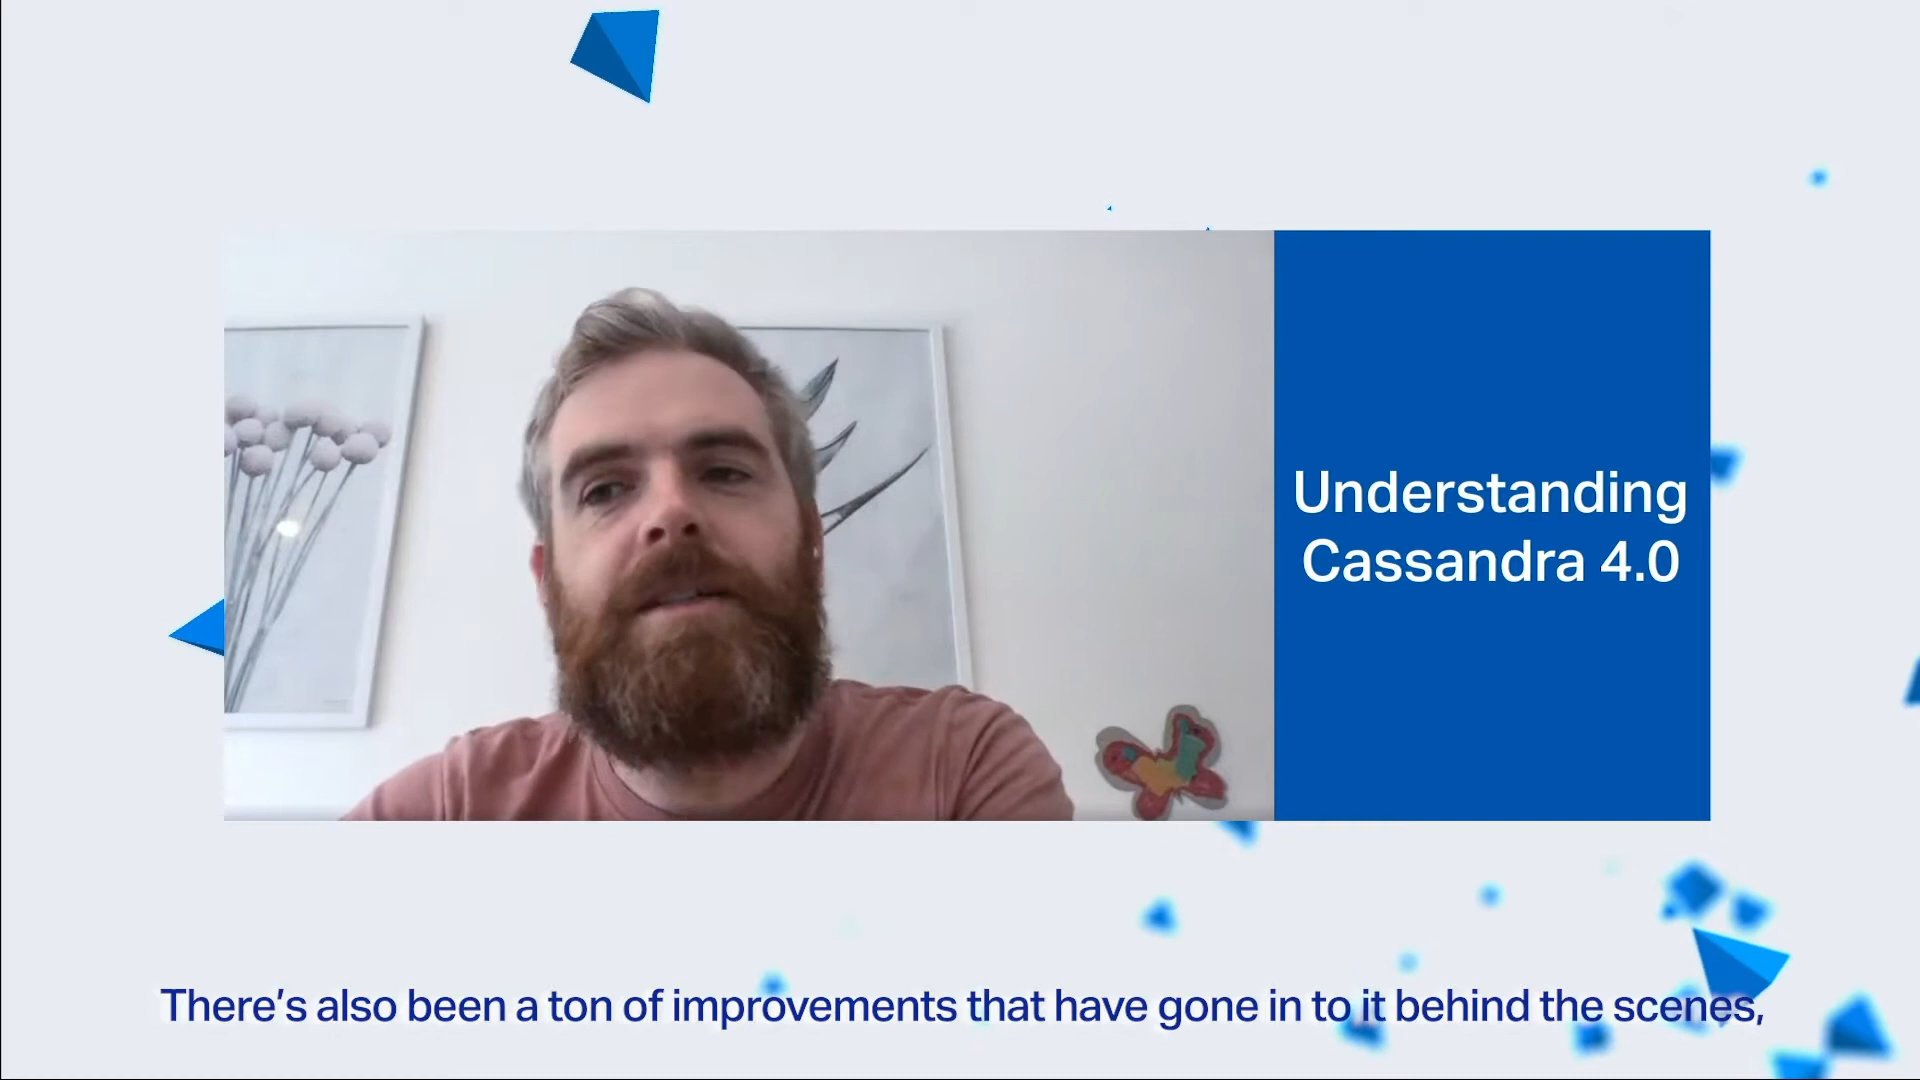 Understanding
Cassandra 4.0
There's also been a ton of improvements that have gone in to it behind the scenes,